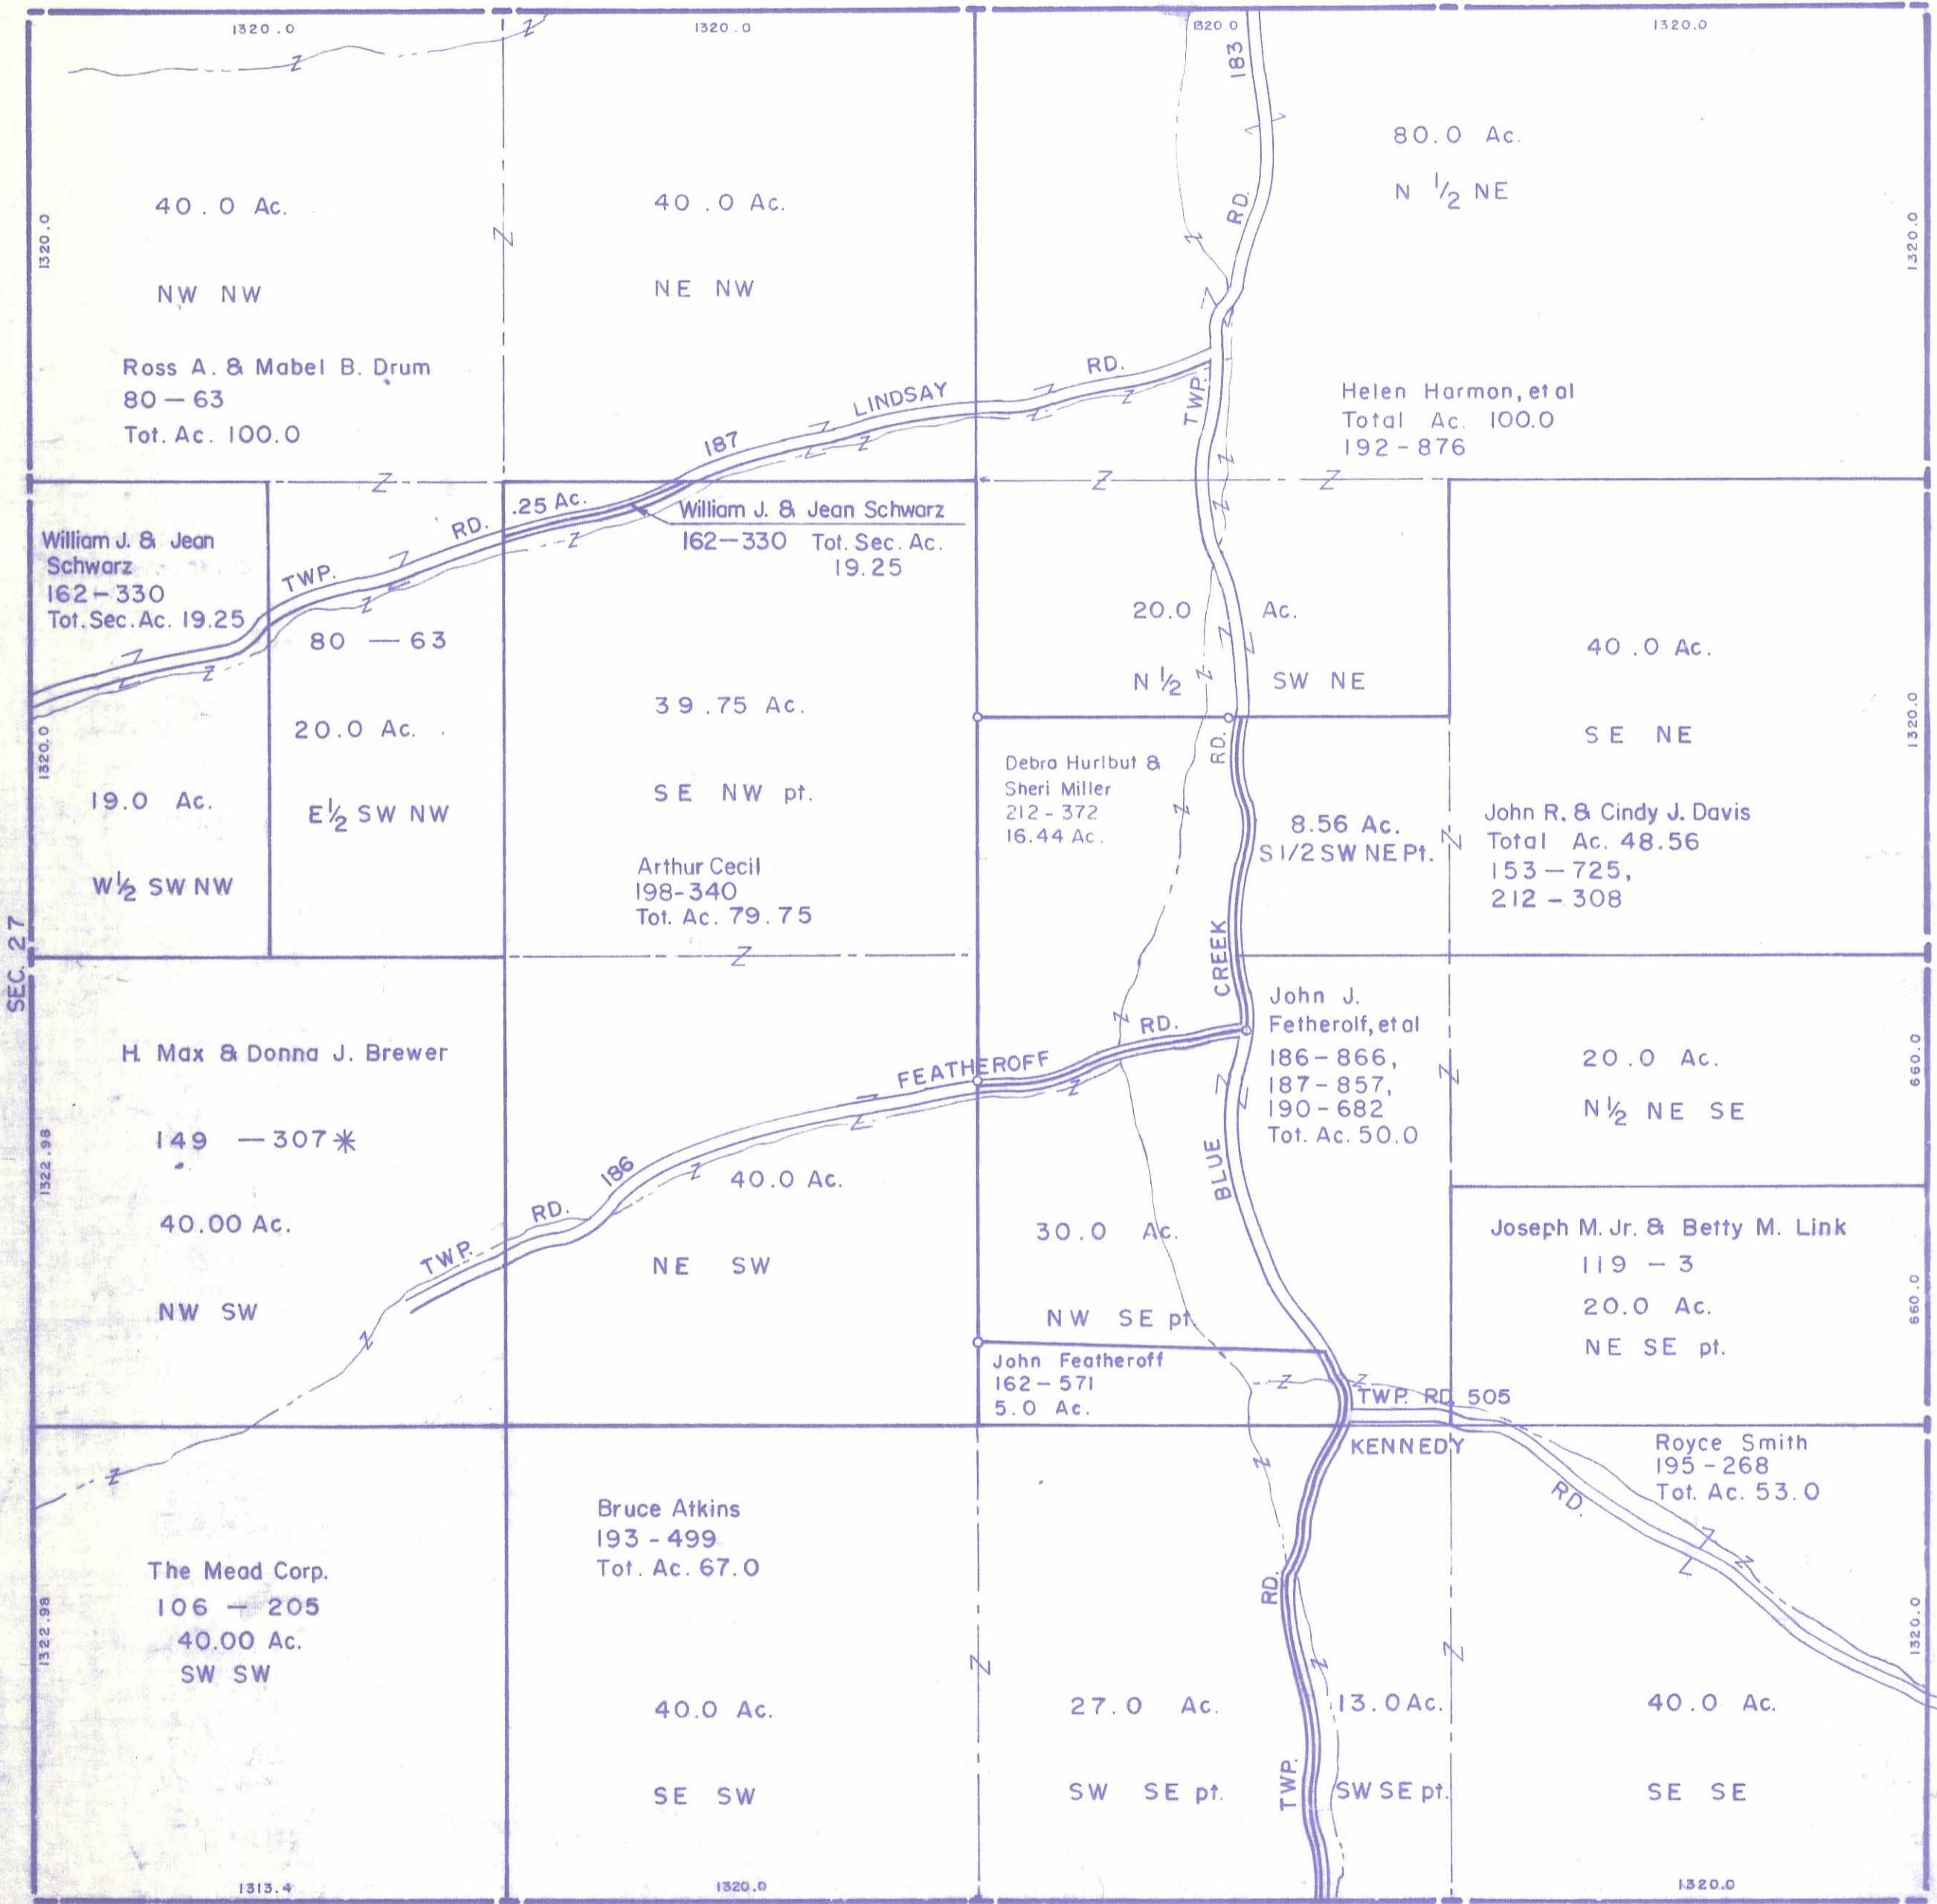 1320.0
1320.0
1320.0
1320.0
183
80.0 Ac.
N 1/2 NE
40.0 Ac.
NW NW
40.0 Ac.
NE NW
RD.
1320.0
1320.0
Ross A. & Mabel B. Drum
80-63
Tot. Ac. 100.0
187
LINDSAY
RD.
TWP.
Helen Harmon, et al
Total Ac. 100.0
192-876
William J. & Jean
Schwarz
162-330
Tot. Sec. Ac. 19.25
TWP.
RD.
.25 Ac.
William J. & Jean Schwarz
162-330 Tot. Sec. Ac.
19.25
80-63
20.0 Ac.
E1/2 SW NW
1320.0
19.0 Ac.
W1/2 SW NW
39.75 Ac.
SE NW pt.
Arthur Cecil
198-340
Tot. Ac. 79.75
20.0 Ac.
N 1/2 SW NE
40.0 Ac.
SE NE
1320.0
Debra Hurlbut &
Sheri Miller
212-372
16.44 Ac.
RD.
8.56 Ac.
S1/2 SW NE Pt.
John R. & Cindy J. Davis
Total Ac. 48.56
153-725,
212-308
SEC. 27
CREEK
H. Max & Donna J. Brewer
149-307*
40.00 Ac.
NW SW
1322.98
TWP.
RD.
186
FEATHEROFF
RD.
40.0 Ac.
NE SW
John J.
Fetherolf, et al
186-866,
187-857,
190-682
Tot. Ac. 50.0
BLUE
20.0 Ac.
N1/2 NE SE
660.0
30.0 Ac.
NW SE pt.
Joseph M. Jr. & Betty M. Link
119-3
20.0 Ac.
NE SE pt.
660.0
John Featheroff
162-571
5.0 Ac.
TWP. RD. 505
KENNEDY
RD.
Royce Smith
195-268
Tot. Ac. 53.0
Bruce Atkins
193-499
Tot. Ac. 67.0
The Mead Corp.
106-205
40.00 Ac.
SW SW
1322.98
RD.
1320.0
40.0 Ac.
SE SW
27.0 Ac.
SW SE pt.
TWP.
13.0 Ac.
SW SE pt.
40.0 Ac.
SE SE
1313.4
1320.0
1320.0